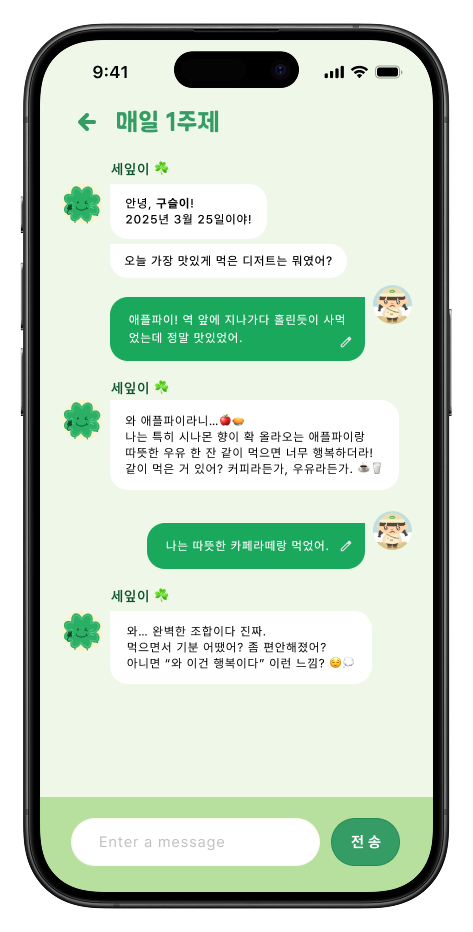 9:41
매일 1주제
세잎이 ☘️
안녕, 구슬이!
2025년 3월 25일이야!
오늘 가장 맛있게 먹은 디저트는 뭐였어?
애플파이! 역 앞에 지나가다 홀린듯이 사먹
었는데 정말 맛있었어.
세잎이 ☘️
와 애플파이라니...🍎🥧
나는 특히 시나몬 향이 확 올라오는 애플파이랑
따뜻한 우유 한 잔 같이 먹으면 너무 행복하더라!
같이 먹은 거 있어? 커피라든가, 우유라든가. ☕🥛
나는 따뜻한 카페라떼랑 먹었어.
세잎이 ☘️
와... 완벽한 조합이다 진짜.
먹으면서 기분 어땠어? 좀 편안해졌어?
아니면 “와 이건 행복이다” 이런 느낌? 😌💭
Enter a message
전 송